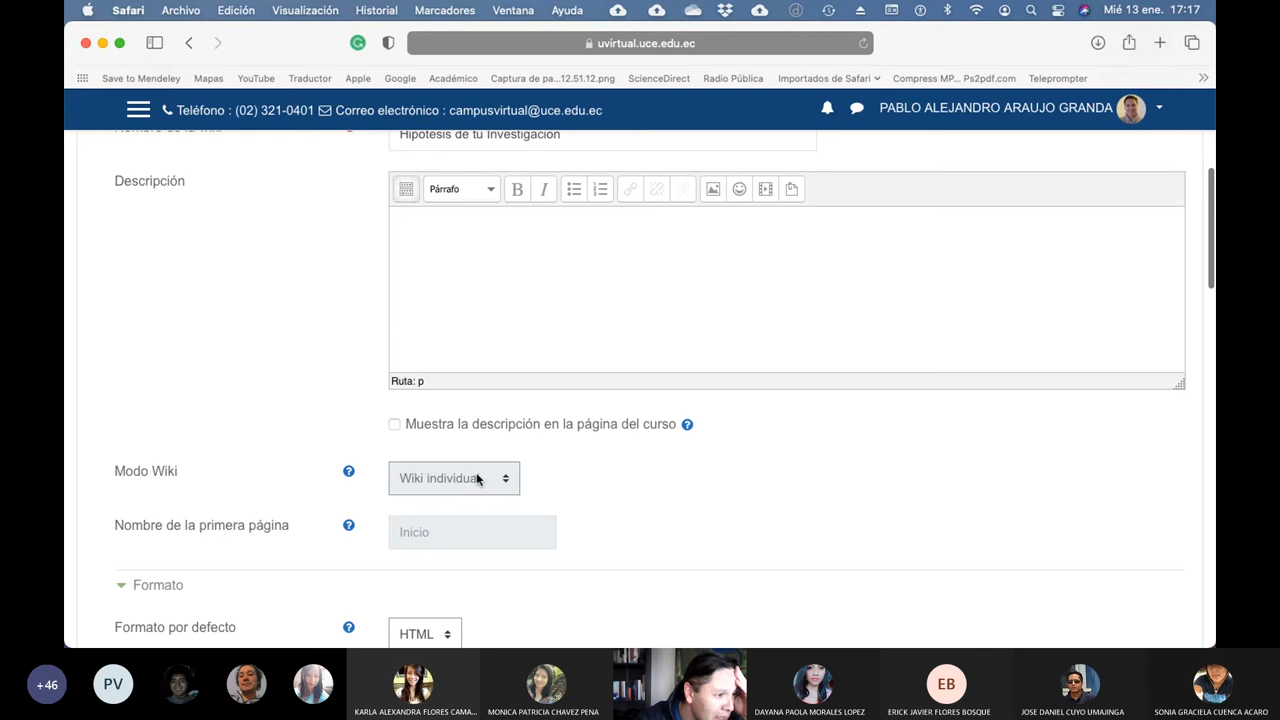 Safari Archivo Edición Visualización Historial Marcadores Ventana Ayuda Mié 13 ene. 17:17
uvirtual.uce.edu.ec
Save to Mendeley Mapas YouTube Traductor Apple Google Académico Captura de pa...12.51.12.png ScienceDirect Radio Pública Importados de Safari Compress MP... Ps2pdf.com Teleprompter
Teléfono : (02) 321-0401 Correo electrónico : campusvirtual@uce.edu.ec PABLO ALEJANDRO ARAUJO GRANDA
Hipótesis de tu Investigación
Descripción
Párrafo B I
Ruta: p
Muestra la descripción en la página del curso
Modo Wiki Wiki individual
Nombre de la primera página Inicio
Formato
Formato por defecto HTML
+46 PV EB
KARLA ALEXANDRA FLORES CAMA... MONICA PATRICIA CHAVEZ PENA DAYANA PAOLA MORALES LOPEZ ERICK JAVIER FLORES BOSQUE JOSE DANIEL CUYO UMAJINGA SONIA GRACIELA CUENCA ACARO